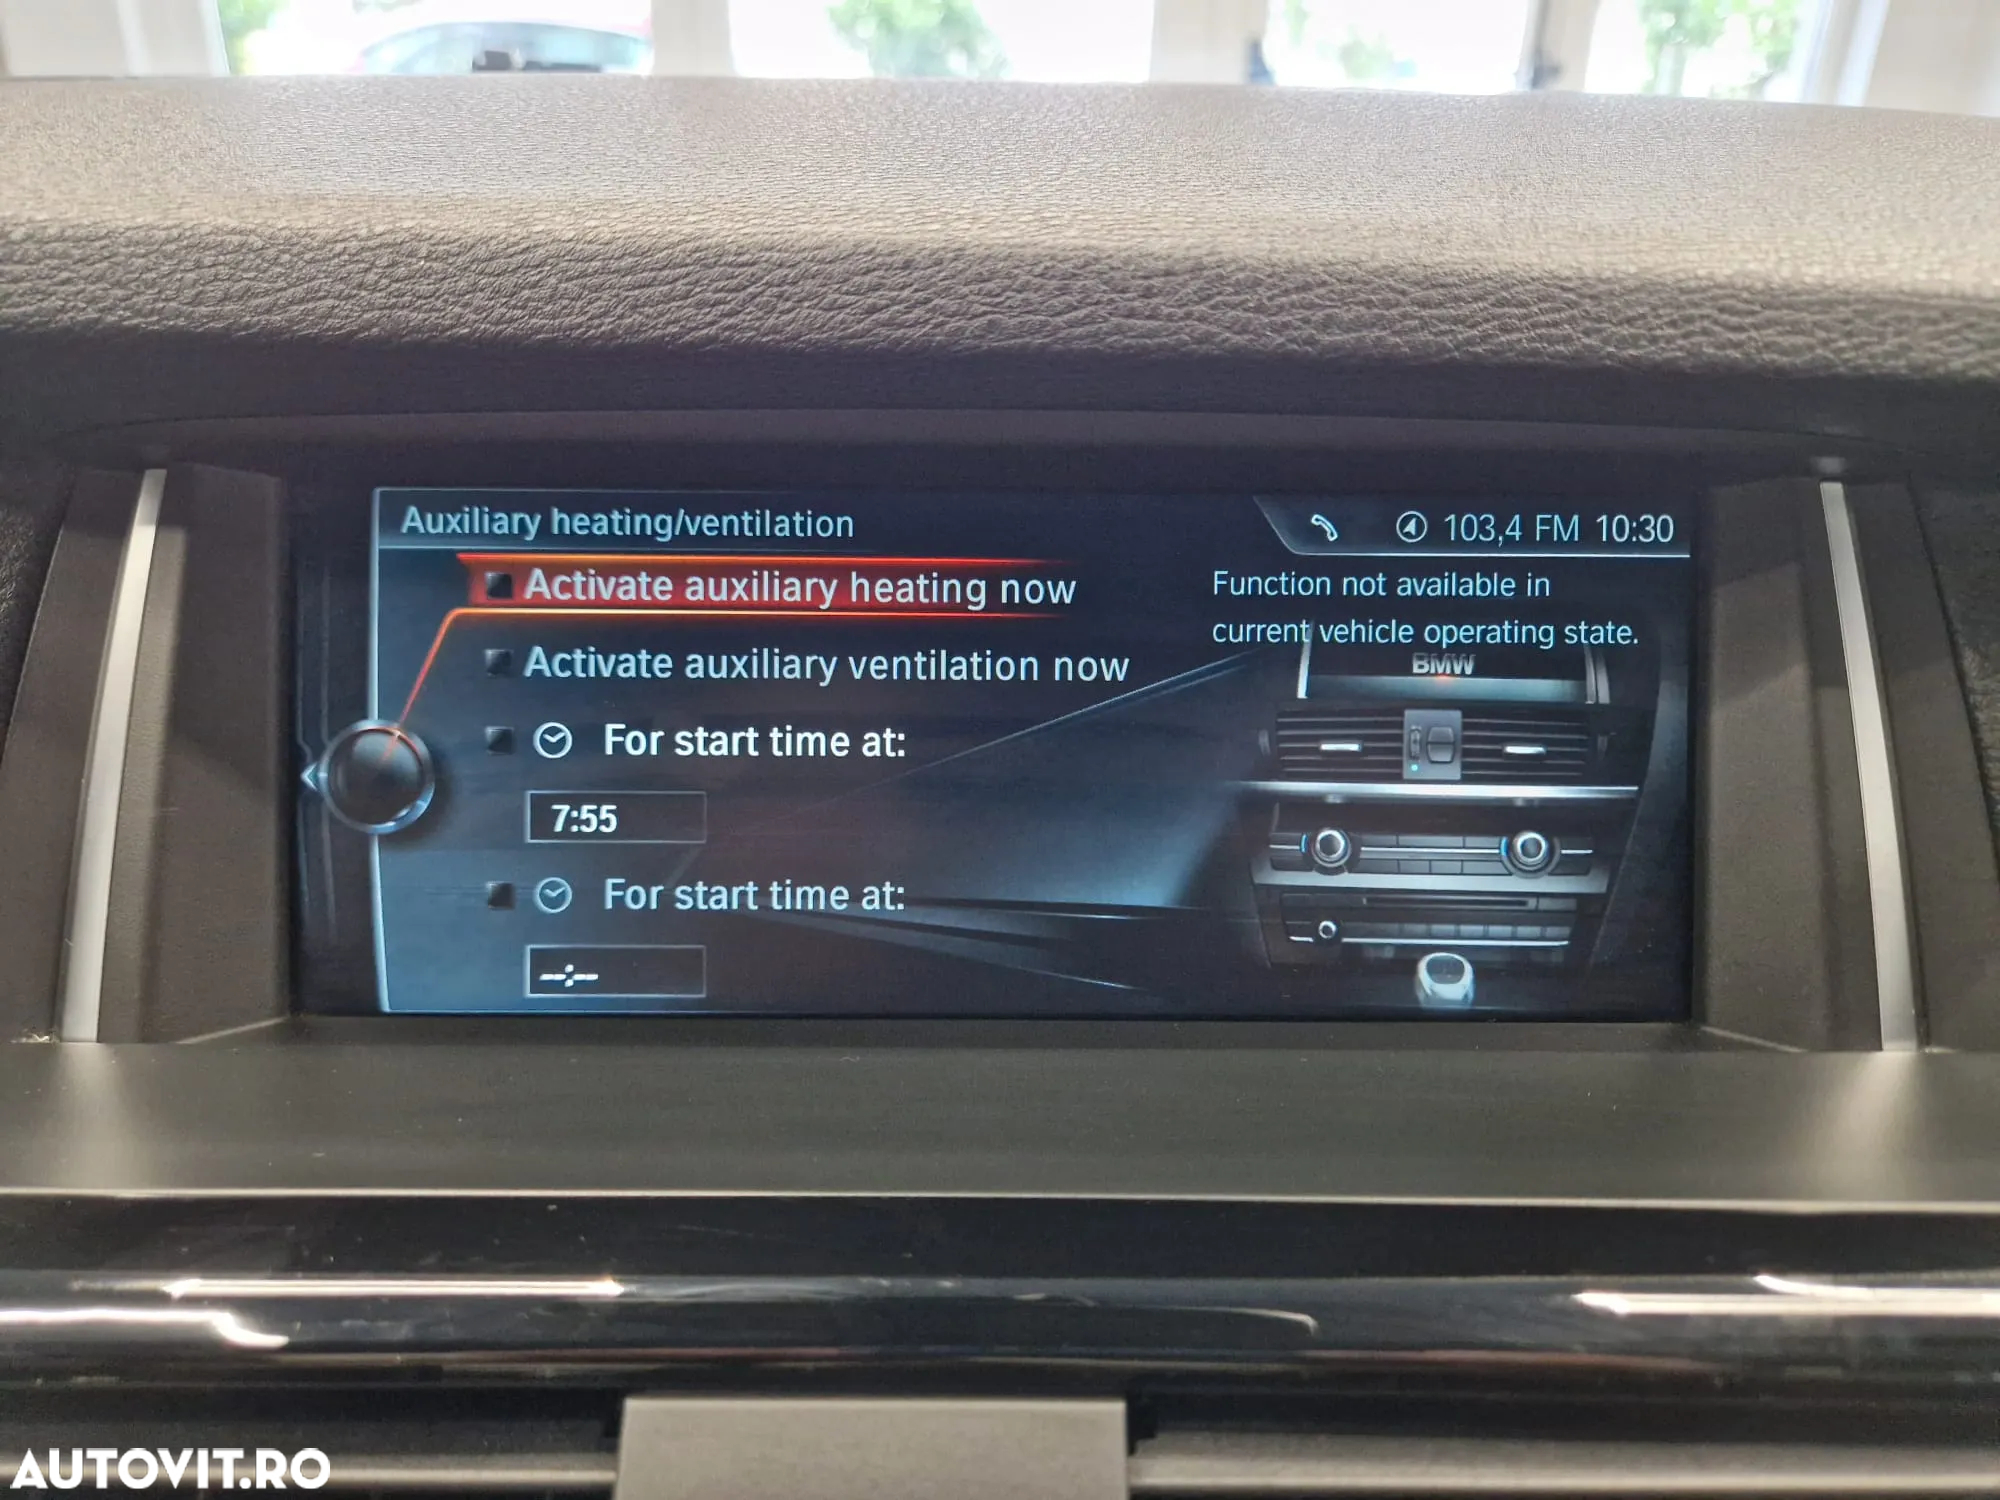 Auxiliary heating/ventilation
103,4 FM 10:30
Activate auxiliary heating now
Function not available in
current vehicle operating state.
Activate auxiliary ventilation now
BMW
For start time at:
7:55
For start time at:
--:--
AUTOVIT.RO